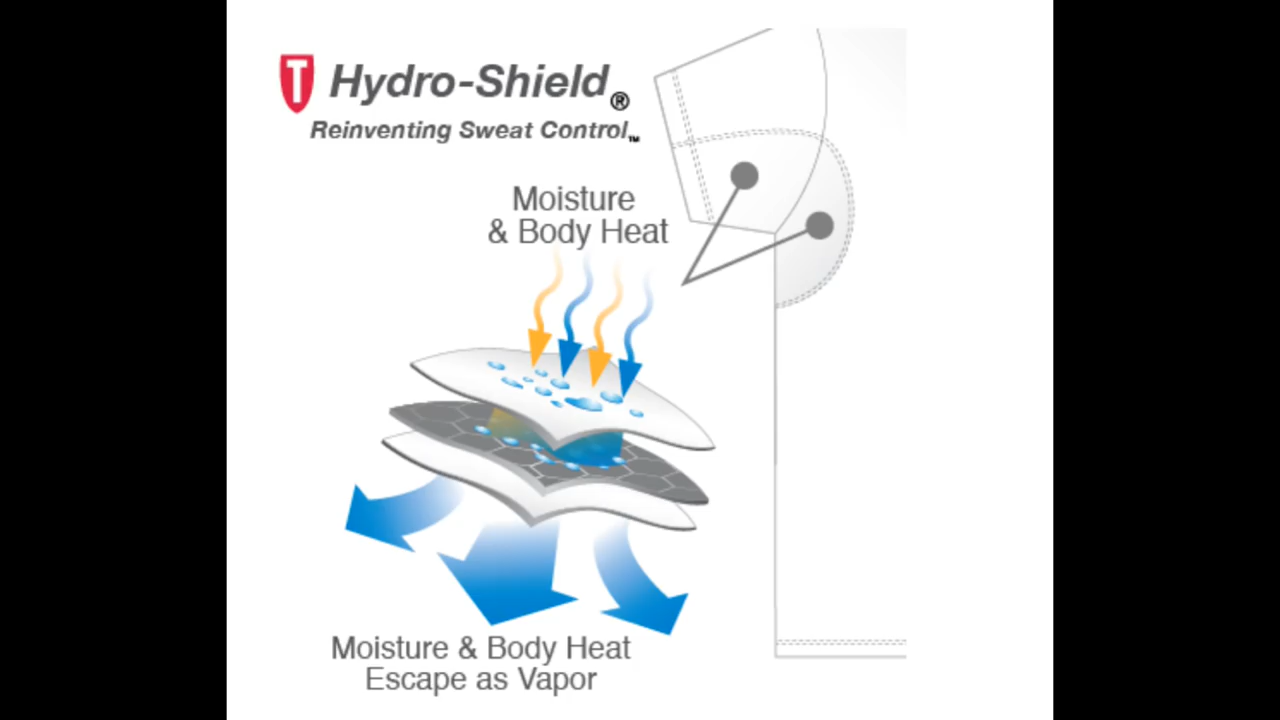 T Hydro-Shield®
Reinventing Sweat Control™
Moisture
& Body Heat
Moisture & Body Heat
Escape as Vapor